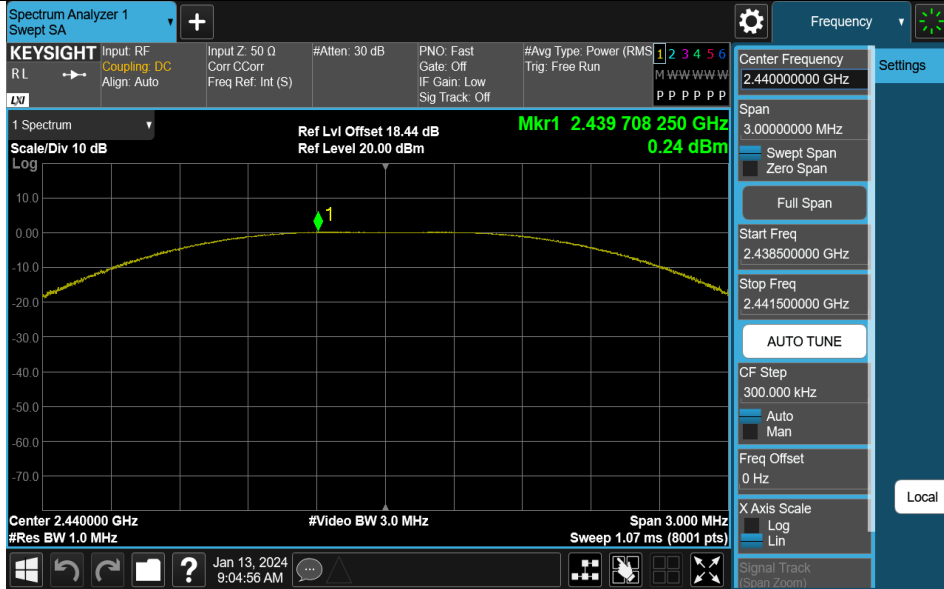 Spectrum Analyzer 1
Swept SA
+
Frequency
KEYSIGHT
RL
LXI
Input: RF
Coupling: DC
Align: Auto
Input Z: 50 Ω
Corr CCorr
Freq Ref: Int (S)
#Atten: 30 dB
PNO: Fast
Gate: Off
IF Gain: Low
Sig Track: Off
#Avg Type: Power (RMS
Trig: Free Run
1 2 3 4 5 6
M W W W W W
P P P P P P
Settings
1 Spectrum
Scale/Div 10 dB
Ref Lvl Offset 18.44 dB
Ref Level 20.00 dBm
Mkr1 2.439 708 250 GHz
0.24 dBm
Log
10.0
0.00
-10.0
-20.0
-30.0
-40.0
-50.0
-60.0
-70.0
1
Center 2.440000 GHz
#Res BW 1.0 MHz
#Video BW 3.0 MHz
Span 3.000 MHz
Sweep 1.07 ms (8001 pts)
Center Frequency
2.440000000 GHz
Span
3.00000000 MHz
Swept Span
Zero Span
Full Span
Start Freq
2.438500000 GHz
Stop Freq
2.441500000 GHz
AUTO TUNE
CF Step
300.000 kHz
Auto
Man
Freq Offset
0 Hz
X Axis Scale
Log
Lin
Signal Track
(Span Zoom)
Local
?
Jan 13, 2024
9:04:56 AM